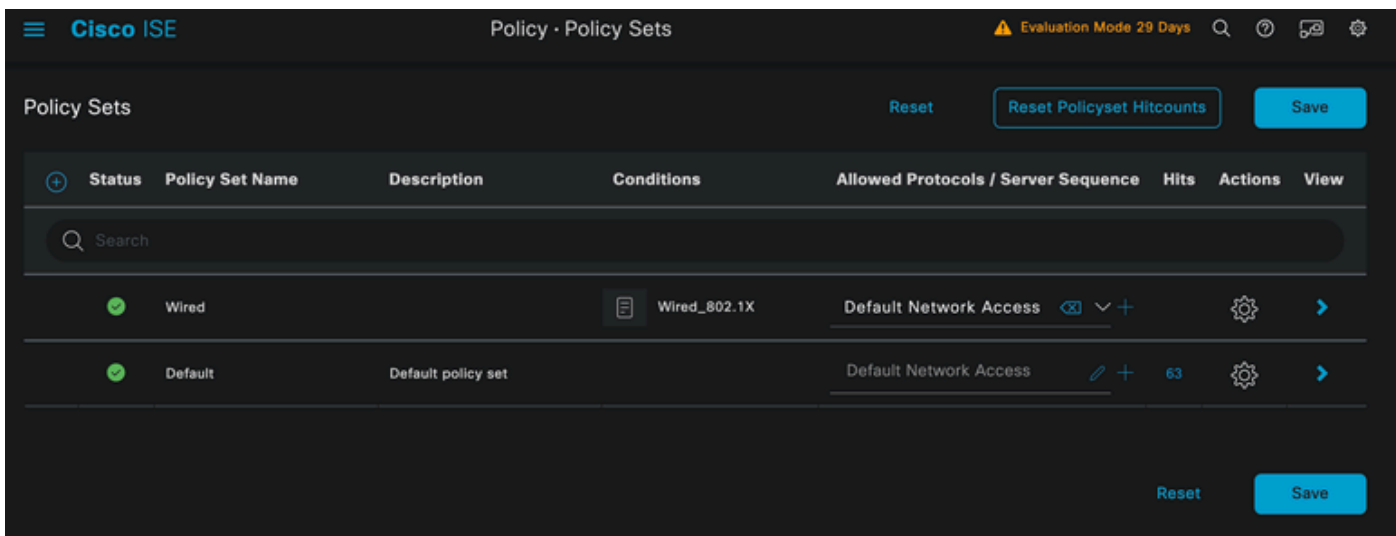 Cisco ISE
Policy · Policy Sets
Evaluation Mode 29 Days
Policy Sets
Reset
Reset Policyset Hitcounts
Save
Status Policy Set Name Description Conditions Allowed Protocols / Server Sequence Hits Actions View
Search
Wired Wired_802.1X Default Network Access
Default Default policy set Default Network Access 63
Reset
Save